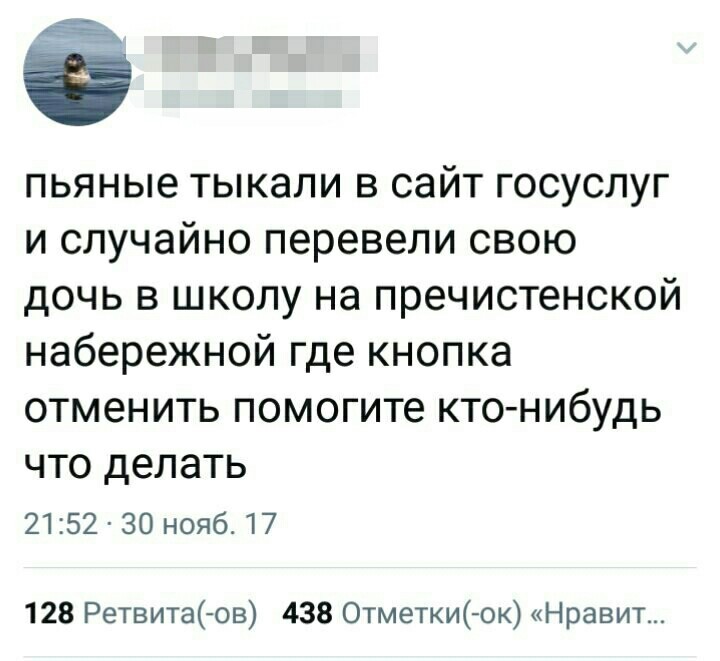 пьяные тыкали в сайт госуслуг
и случайно перевели свою
дочь в школу на пречистенской
набережной где кнопка
отменить помогите кто-нибудь
что делать
21:52 · 30 нояб. 17
128 Ретвита(-ов) 438 Отметки(-ок) «Нравит...